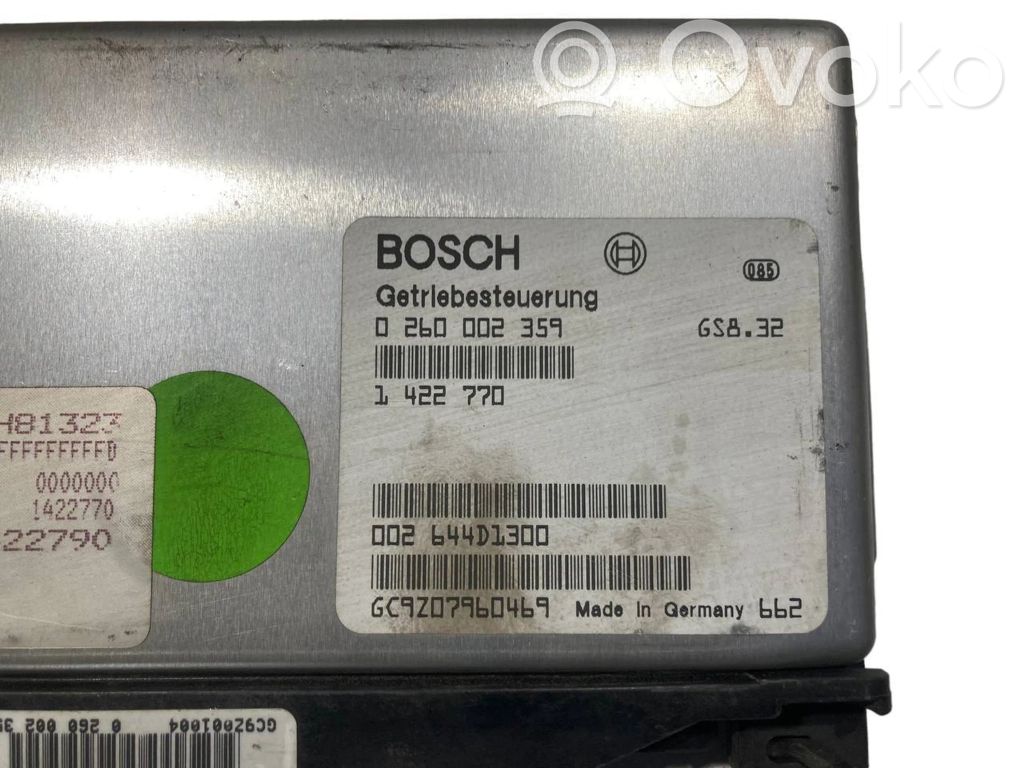 Ovoko
BOSCH
085
Getriebesteuerung
0 260 002 359 GS8.32
1 422 770
002 644D1300
GC9Z07960469 Made in Germany 662
H81323
FFFFFFFFFFD
0000000
1422770
22790
GC9Z001004 0 260 002 35